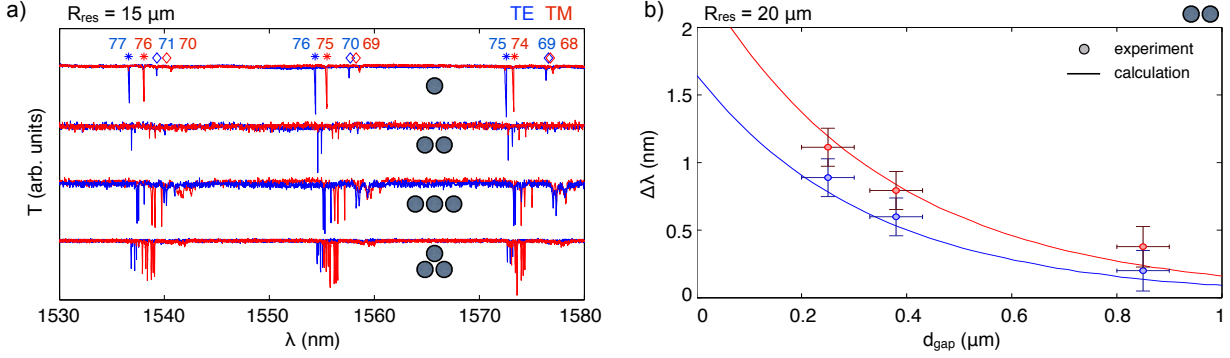 a) R_res = 15 μm TE TM
77 76 71 70 76 75 70 69 75 74 69 68
T (arb. units)
1530 1540 1550 1560 1570 1580
λ (nm)
b) R_res = 20 μm
2
1.5
1
0.5
0
experiment
calculation
Δλ (nm)
0 0.2 0.4 0.6 0.8 1
d_gap (μm)